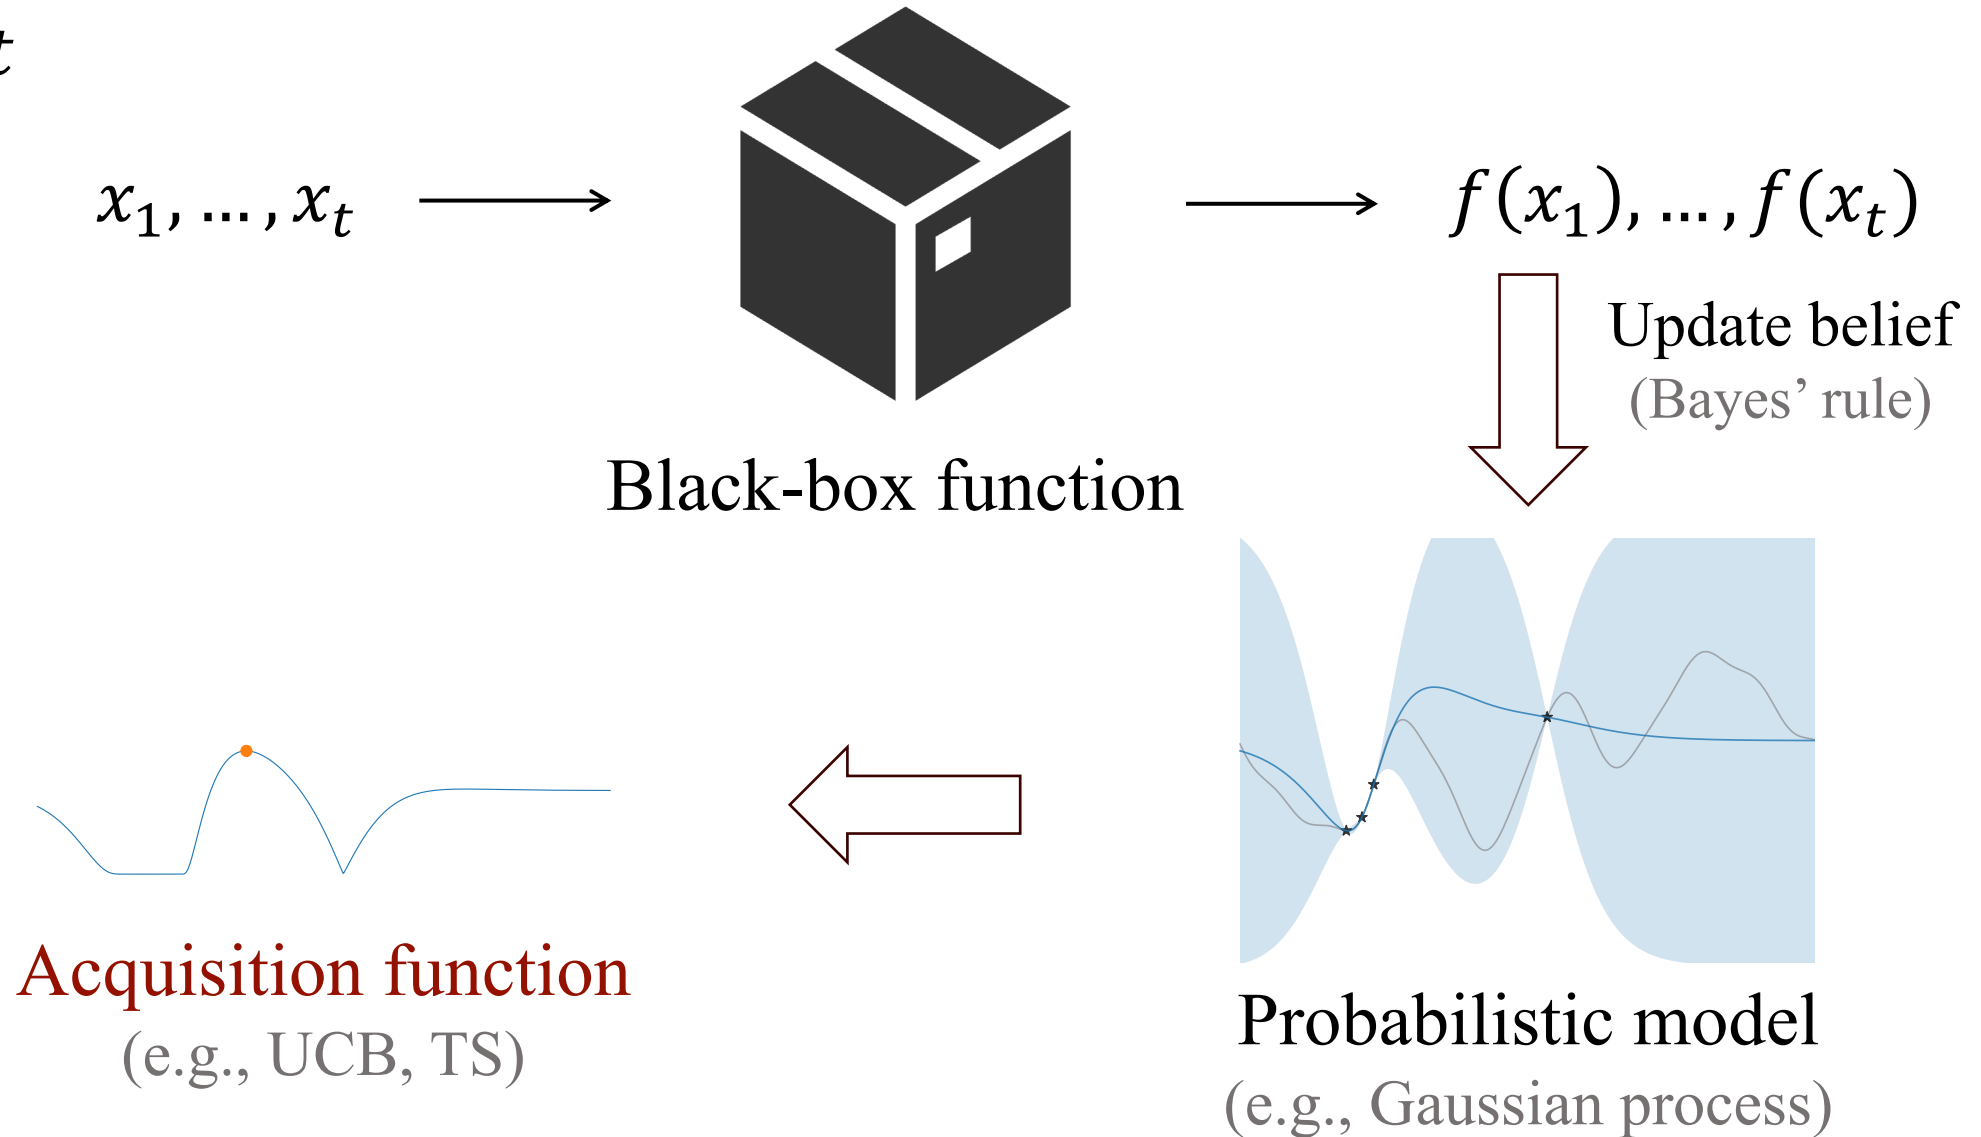 t
x₁, … , xₜ
f(x₁), … , f(xₜ)
Update belief
(Bayes’ rule)
Black-box function
Acquisition function
(e.g., UCB, TS)
Probabilistic model
(e.g., Gaussian process)